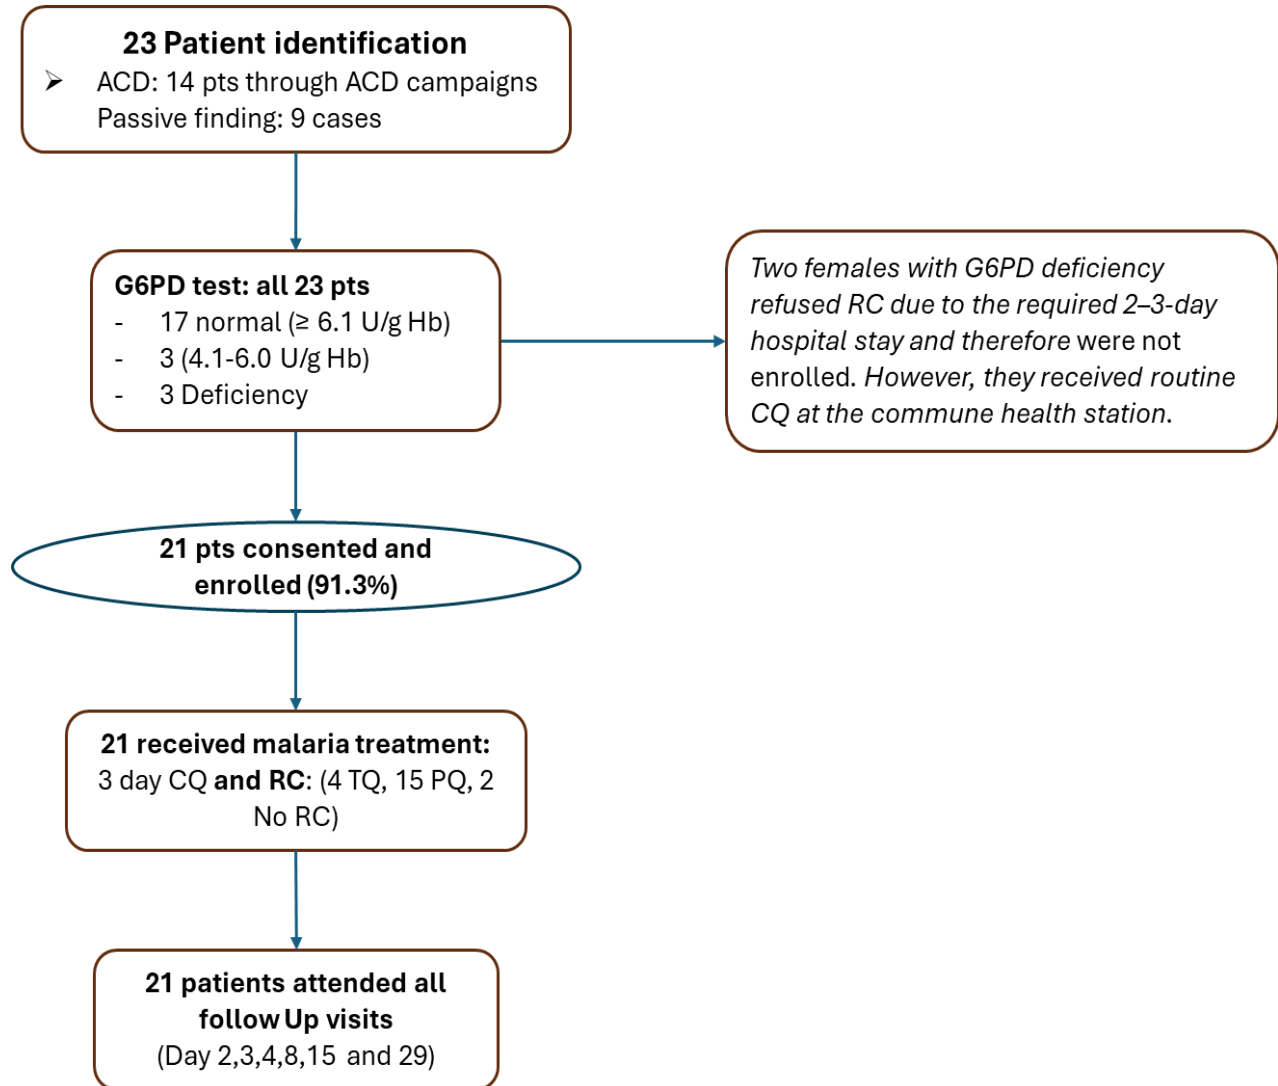 23 Patient identification
➤ ACD: 14 pts through ACD campaigns
Passive finding: 9 cases
G6PD test: all 23 pts
- 17 normal (≥ 6.1 U/g Hb)
- 3 (4.1-6.0 U/g Hb)
- 3 Deficiency
Two females with G6PD deficiency
refused RC due to the required 2–3-day
hospital stay and therefore were not
enrolled. However, they received routine
CQ at the commune health station.
21 pts consented and
enrolled (91.3%)
21 received malaria treatment:
3 day CQ and RC: (4 TQ, 15 PQ, 2
No RC)
21 patients attended all
follow Up visits
(Day 2,3,4,8,15 and 29)